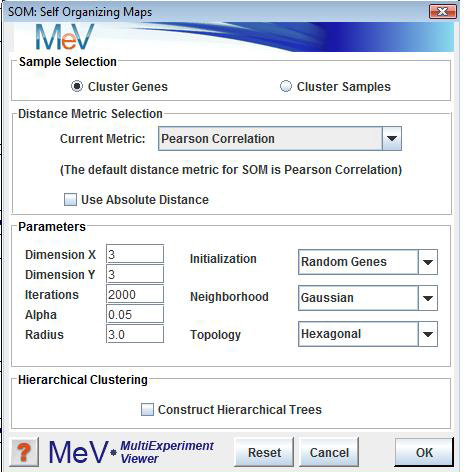 SOM: Self Organizing Maps
MeV
Sample Selection
Cluster Genes Cluster Samples
Distance Metric Selection
Current Metric: Pearson Correlation
(The default distance metric for SOM is Pearson Correlation)
Use Absolute Distance
Parameters
Dimension X 3
Dimension Y 3
Iterations 2000
Alpha 0.05
Radius 3.0
Initialization Random Genes
Neighborhood Gaussian
Topology Hexagonal
Hierarchical Clustering
Construct Hierarchical Trees
? MeV MultiExperiment
Viewer
Reset Cancel OK